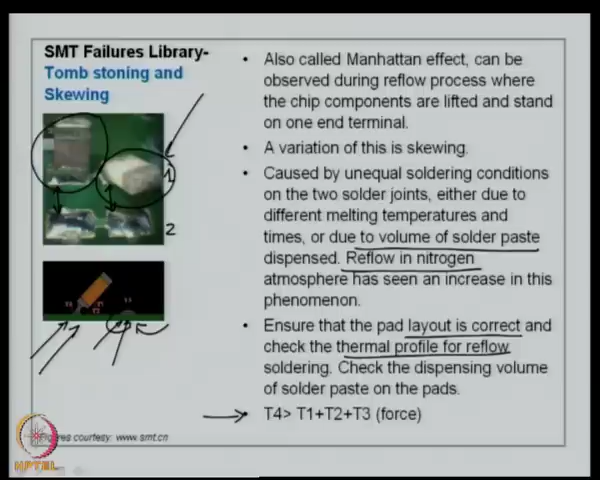 SMT Failures Library-
Tomb stoning and
Skewing
1
2
• Also called Manhattan effect, can be
observed during reflow process where
the chip components are lifted and stand
on one end terminal.
• A variation of this is skewing.
• Caused by unequal soldering conditions
on the two solder joints, either due to
different melting temperatures and
times, or due to volume of solder paste
dispensed. Reflow in nitrogen
atmosphere has seen an increase in this
phenomenon.
• Ensure that the pad layout is correct and
check the thermal profile for reflow
soldering. Check the dispensing volume
of solder paste on the pads.
• T4> T1+T2+T3 (force)
Figures courtesy: www.smt.cn
NPTEL